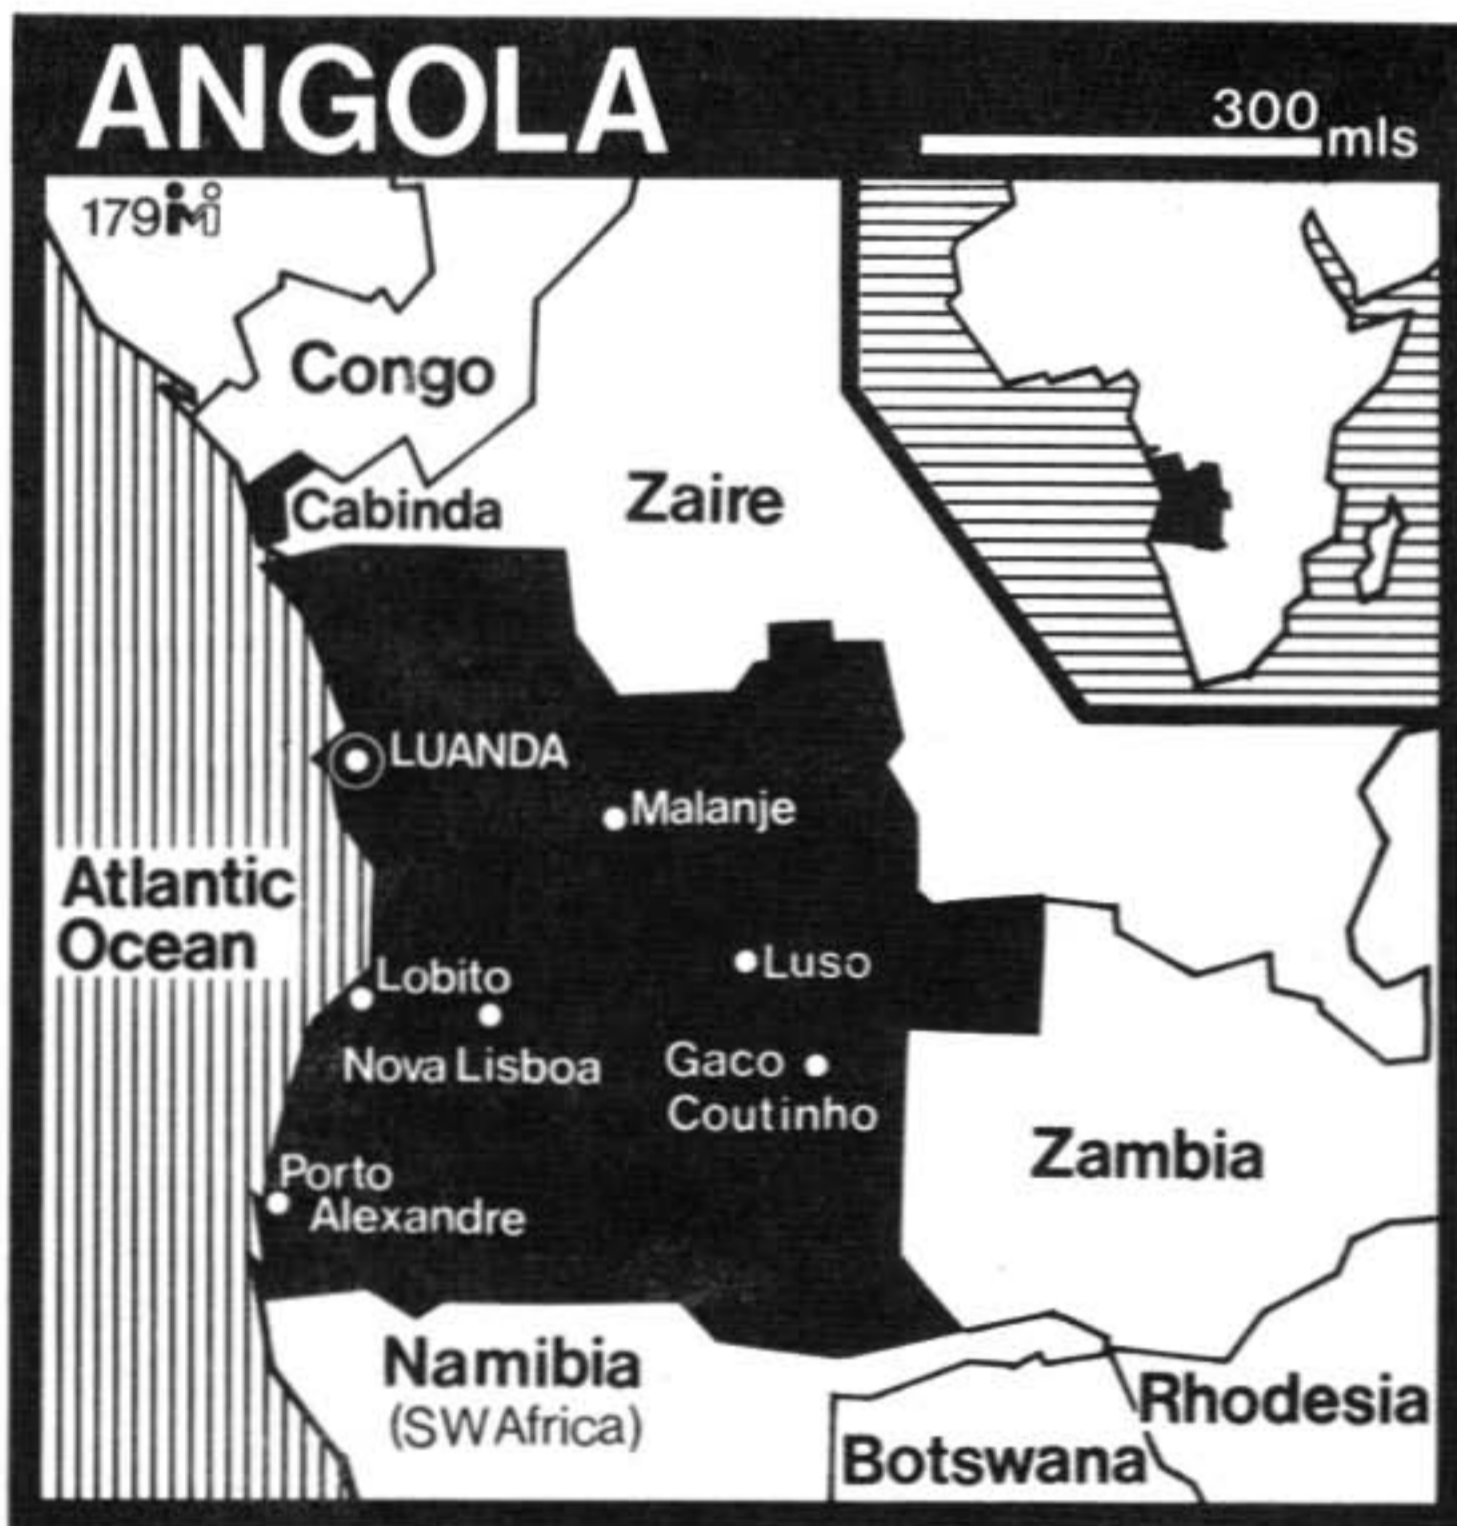 ANGOLA
300 mls
179
Congo
Cabinda
Zaire
LUANDA
Malanje
Atlantic
Ocean
Lobito
Luso
Nova Lisboa
Gaco
Coutinho
Porto
Alexandre
Zambia
Namibia
(SW Africa)
Rhodesia
Botswana